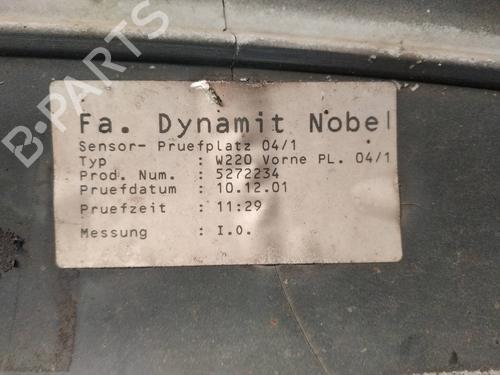 Fa. Dynamit Nobel
Sensor- Pruefplatz 04/1
Typ : W220 Vorne PL. 04/1
Prod. Num. : 5272234
Pruefdatum : 10.12.01
Pruefzeit : 11:29
Messung : I.O.
B-PARTS